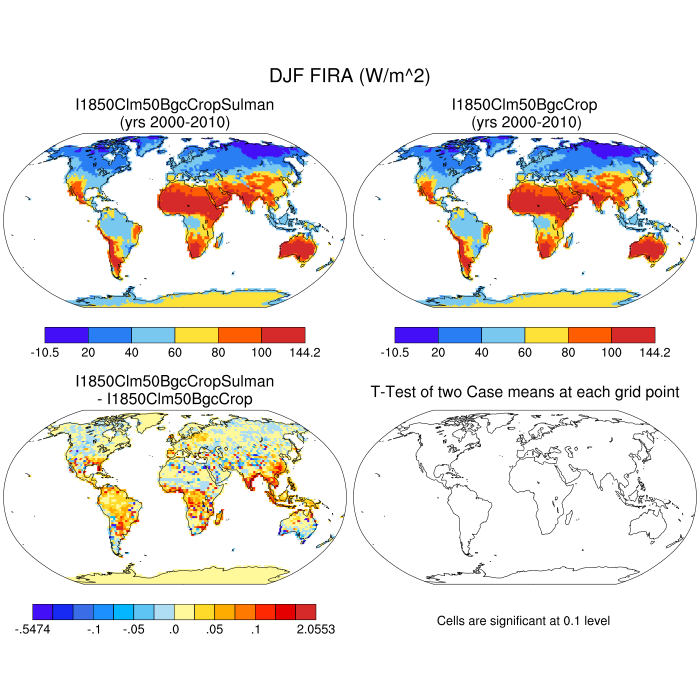 DJF FIRA (W/m^2)
I1850Clm50BgcCropSulman
(yrs 2000-2010)
I1850Clm50BgcCrop
(yrs 2000-2010)
-10.5 20 40 60 80 100 144.2
-10.5 20 40 60 80 100 144.2
I1850Clm50BgcCropSulman
- I1850Clm50BgcCrop
T-Test of two Case means at each grid point
-.5474 -.1 -.05 .0 .05 .1 2.0553
Cells are significant at 0.1 level